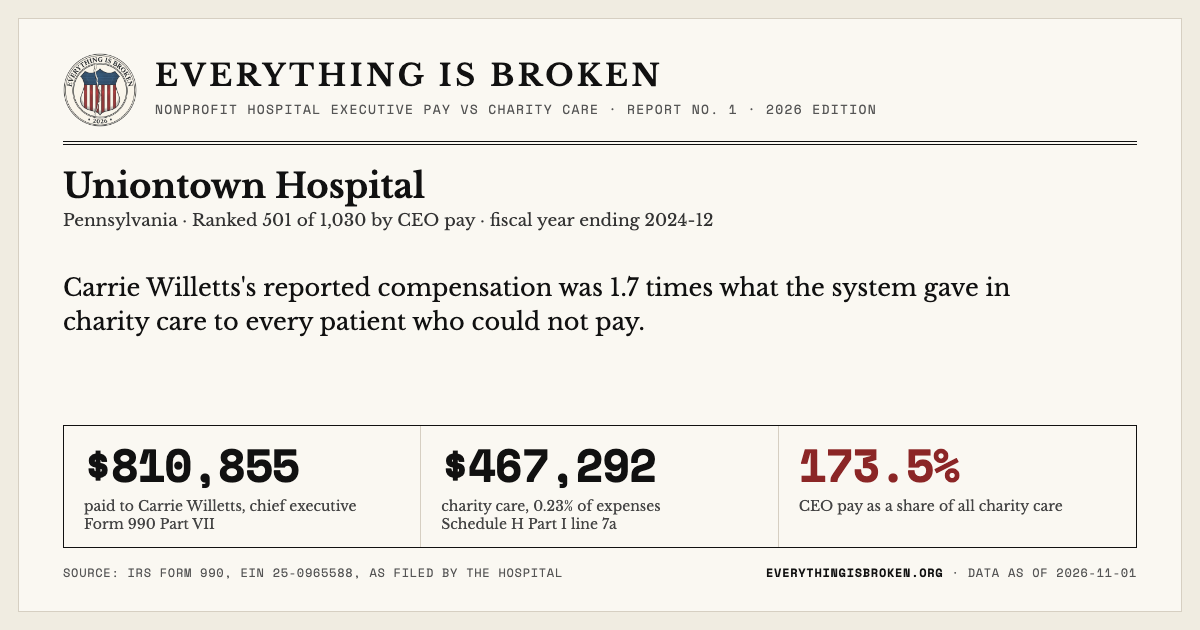 EVERYTHING IS BROKEN
· 2026 ·
EVERYTHING IS BROKEN
NONPROFIT HOSPITAL EXECUTIVE PAY VS CHARITY CARE · REPORT NO. 1 · 2026 EDITION
Uniontown Hospital
Pennsylvania · Ranked 501 of 1,030 by CEO pay · fiscal year ending 2024-12
Carrie Willetts's reported compensation was 1.7 times what the system gave in
charity care to every patient who could not pay.
$810,855
paid to Carrie Willetts, chief executive
Form 990 Part VII
$467,292
charity care, 0.23% of expenses
Schedule H Part I line 7a
173.5%
CEO pay as a share of all charity care
SOURCE: IRS FORM 990, EIN 25-0965588, AS FILED BY THE HOSPITAL
EVERYTHINGISBROKEN.ORG · DATA AS OF 2026-11-01